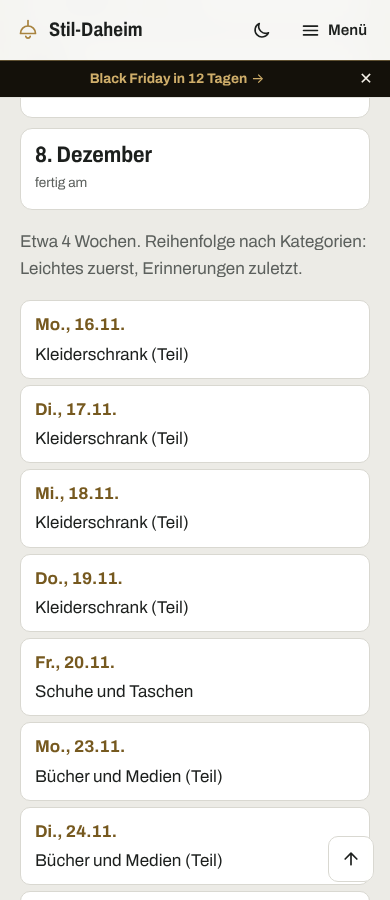 Stil-Daheim
Menü
Black Friday in 12 Tagen →
8. Dezember
fertig am
Etwa 4 Wochen. Reihenfolge nach Kategorien:
Leichtes zuerst, Erinnerungen zuletzt.
Mo., 16.11.
Kleiderschrank (Teil)
Di., 17.11.
Kleiderschrank (Teil)
Mi., 18.11.
Kleiderschrank (Teil)
Do., 19.11.
Kleiderschrank (Teil)
Fr., 20.11.
Schuhe und Taschen
Mo., 23.11.
Bücher und Medien (Teil)
Di., 24.11.
Bücher und Medien (Teil)